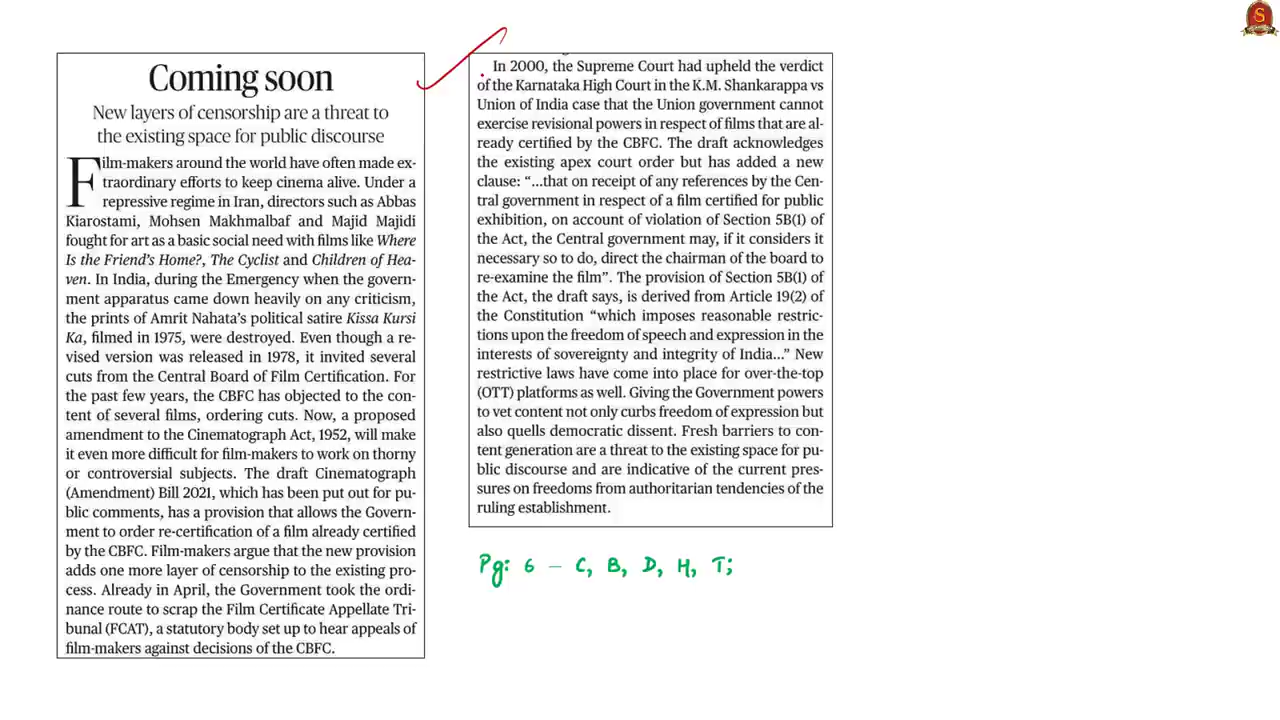 Coming soon
New layers of censorship are a threat to
the existing space for public discourse
Film-makers around the world have often made ex-
traordinary efforts to keep cinema alive. Under a
repressive regime in Iran, directors such as Abbas
Kiarostami, Mohsen Makhmalbaf and Majid Majidi
fought for art as a basic social need with films like Where
Is the Friend's Home?, The Cyclist and Children of Hea-
ven. In India, during the Emergency when the govern-
ment apparatus came down heavily on any criticism,
the prints of Amrit Nahata's political satire Kissa Kursi
Ka, filmed in 1975, were destroyed. Even though a re-
vised version was released in 1978, it invited several
cuts from the Central Board of Film Certification. For
the past few years, the CBFC has objected to the con-
tent of several films, ordering cuts. Now, a proposed
amendment to the Cinematograph Act, 1952, will make
it even more difficult for film-makers to work on thorny
or controversial subjects. The draft Cinematograph
(Amendment) Bill 2021, which has been put out for pu-
blic comments, has a provision that allows the Govern-
ment to order re-certification of a film already certified
by the CBFC. Film-makers argue that the new provision
adds one more layer of censorship to the existing pro-
cess. Already in April, the Government took the ordi-
nance route to scrap the Film Certificate Appellate Tri-
bunal (FCAT), a statutory body set up to hear appeals of
film-makers against decisions of the CBFC.
In 2000, the Supreme Court had upheld the verdict
of the Karnataka High Court in the K.M. Shankarappa vs
Union of India case that the Union government cannot
exercise revisional powers in respect of films that are al-
ready certified by the CBFC. The draft acknowledges
the existing apex court order but has added a new
clause: "...that on receipt of any references by the Cen-
tral government in respect of a film certified for public
exhibition, on account of violation of Section 5B(1) of
the Act, the Central government may, if it considers it
necessary so to do, direct the chairman of the board to
re-examine the film". The provision of Section 5B(1) of
the Act, the draft says, is derived from Article 19(2) of
the Constitution "which imposes reasonable restric-
tions upon the freedom of speech and expression in the
interests of sovereignty and integrity of India..." New
restrictive laws have come into place for over-the-top
(OTT) platforms as well. Giving the Government powers
to vet content not only curbs freedom of expression but
also quells democratic dissent. Fresh barriers to con-
tent generation are a threat to the existing space for pu-
blic discourse and are indicative of the current pres-
sures on freedoms from authoritarian tendencies of the
ruling establishment.
Pg: 6 – C, B, D, H, T;